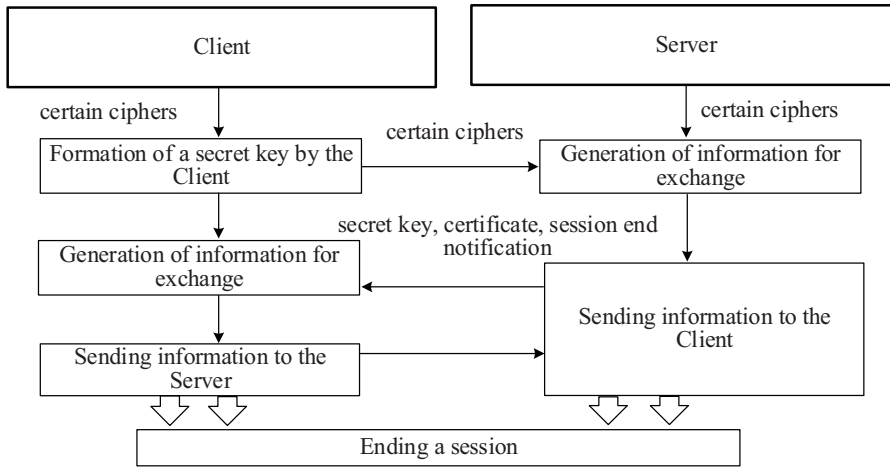 Client
Server
certain ciphers
certain ciphers
certain ciphers
Formation of a secret key by the
Client
Generation of information for
exchange
secret key, certificate, session end
notification
Generation of information for
exchange
Sending information to the
Client
Sending information to the
Server
Ending a session